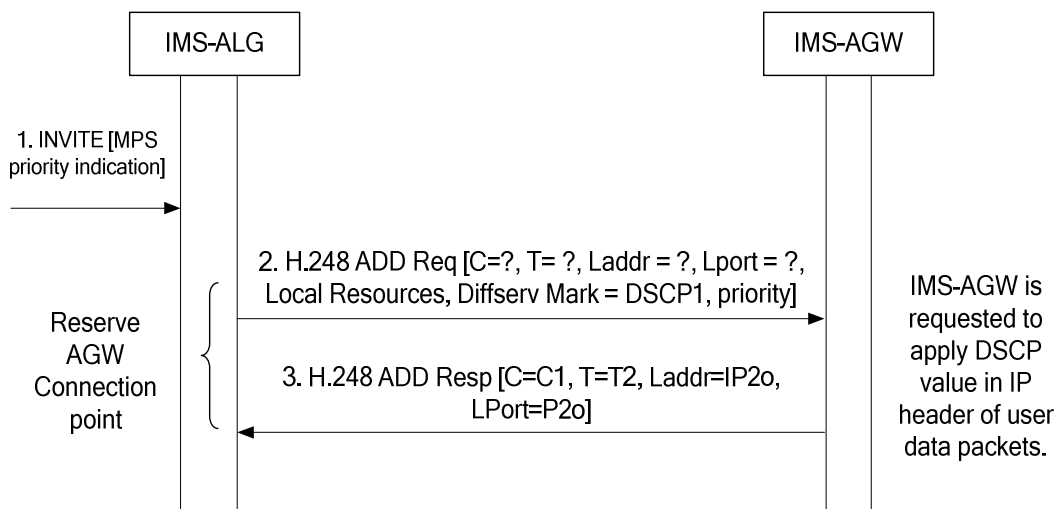 IMS-ALG
IMS-AGW
1. INVITE [MPS
priority indication]
2. H.248 ADD Req [C=?, T= ?, Laddr = ?, Lport = ?,
Local Resources, Diffserv Mark = DSCP1, priority]
Reserve
AGW
Connection
point
3. H.248 ADD Resp [C=C1, T=T2, Laddr=IP2o,
LPort=P2o]
IMS-AGW is
requested to
apply DSCP
value in IP
header of user
data packets.